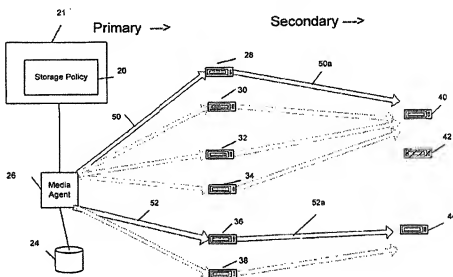 21
Primary --->
Secondary --->
20
Storage Policy
28
50a
30
50
40
32
42
26
Media
Agent
34
52
36
52a
24
38